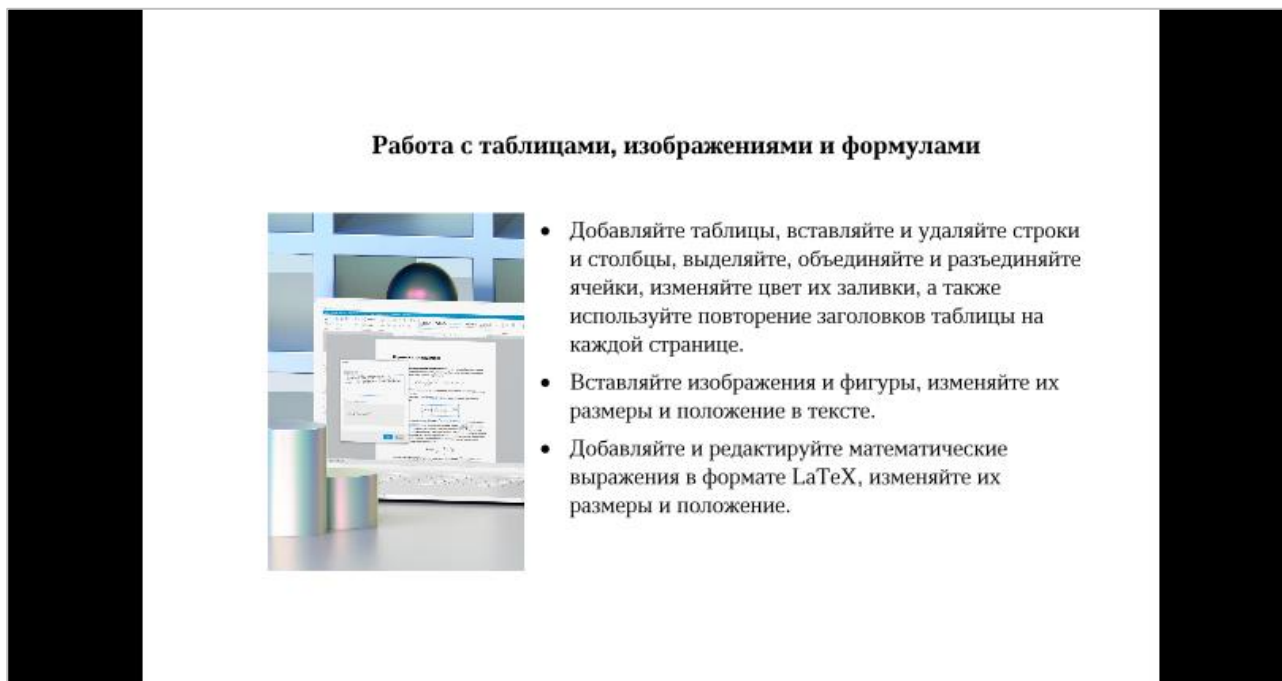 Работа с таблицами, изображениями и формулами
• Добавляйте таблицы, вставляйте и удаляйте строки
и столбцы, выделяйте, объединяйте и разъединяйте
ячейки, изменяйте цвет их заливки, а также
используйте повторение заголовков таблицы на
каждой странице.
• Вставляйте изображения и фигуры, изменяйте их
размеры и положение в тексте.
• Добавляйте и редактируйте математические
выражения в формате LaTeX, изменяйте их
размеры и положение.